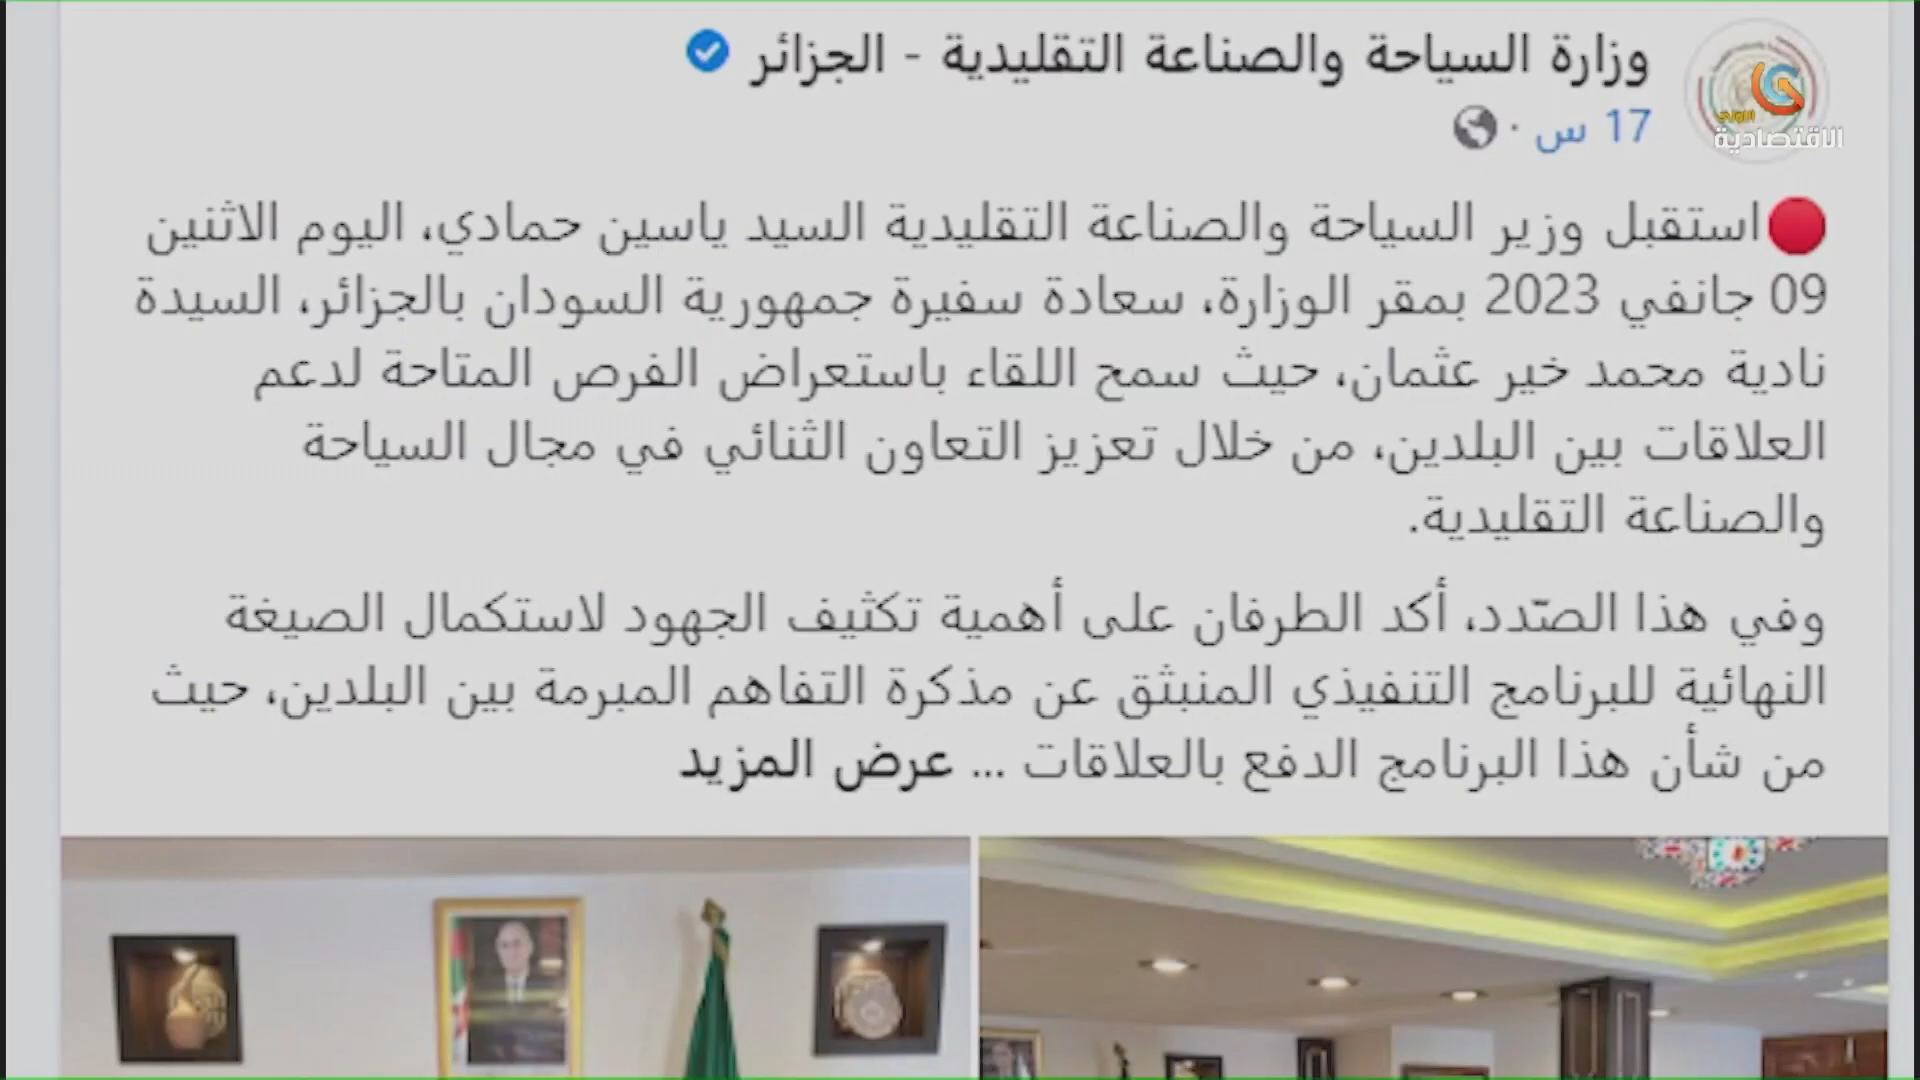 وزارة السياحة والصناعة التقليدية - الجزائر
17 س ·
الأولى
الاقتصادية
استقبل وزير السياحة والصناعة التقليدية السيد ياسين حمادي، اليوم الاثنين
09 جانفي 2023 بمقر الوزارة، سعادة سفيرة جمهورية السودان بالجزائر، السيدة
نادية محمد خير عثمان، حيث سمح اللقاء باستعراض الفرص المتاحة لدعم
العلاقات بين البلدين، من خلال تعزيز التعاون الثنائي في مجال السياحة
والصناعة التقليدية.
وفي هذا الصّدد، أكد الطرفان على أهمية تكثيف الجهود لاستكمال الصيغة
النهائية للبرنامج التنفيذي المنبثق عن مذكرة التفاهم المبرمة بين البلدين، حيث
من شأن هذا البرنامج الدفع بالعلاقات ... عرض المزيد